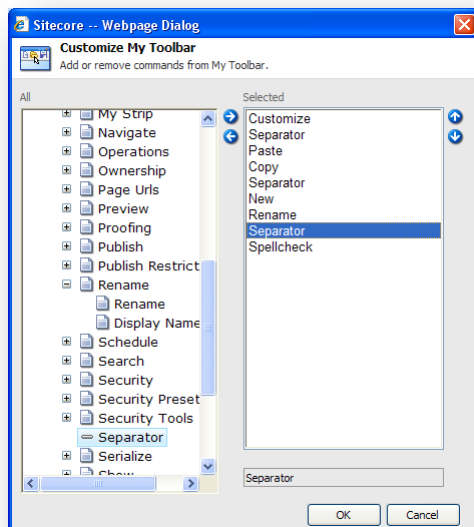 Sitecore -- Webpage Dialog
Customize My Toolbar
Add or remove commands from My Toolbar.
All
My Strip
Navigate
Operations
Ownership
Page Urls
Preview
Proofing
Publish
Publish Restrict
Rename
Rename
Display Name
Schedule
Search
Security
Security Preset
Security Tools
Separator
Serialize
Show
Selected
Customize
Separator
Paste
Copy
Separator
New
Rename
Separator
Spellcheck
Separator
OK
Cancel